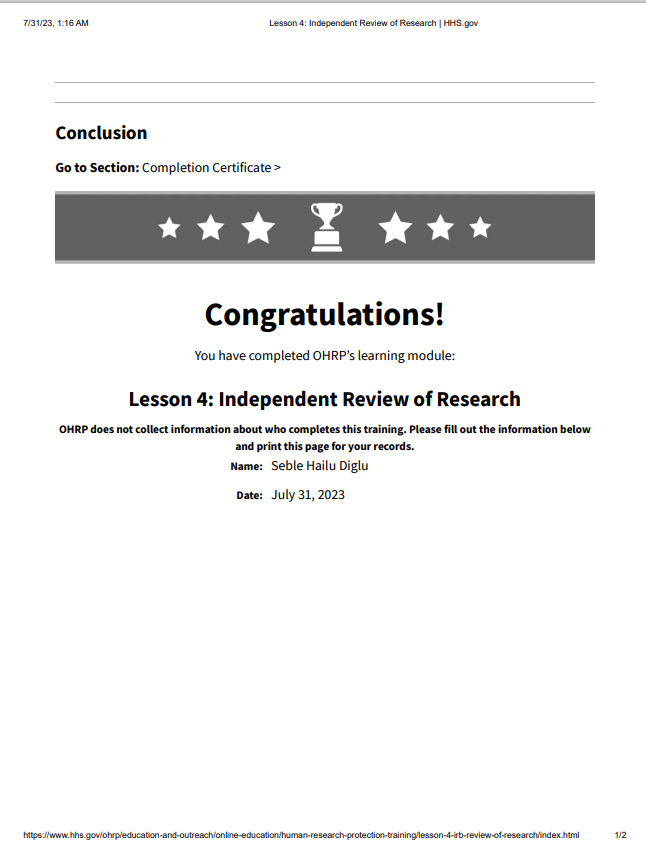 7/31/23, 1:16 AM Lesson 4: Independent Review of Research | HHS.gov
Conclusion
Go to Section: Completion Certificate >
Congratulations!
You have completed OHRP's learning module:
Lesson 4: Independent Review of Research
OHRP does not collect information about who completes this training. Please fill out the information below
and print this page for your records.
Name: Seble Hailu Diglu
Date: July 31, 2023
https://www.hhs.gov/ohrp/education-and-outreach/online-education/human-research-protection-training/lesson-4-irb-review-of-research/index.html 1/2